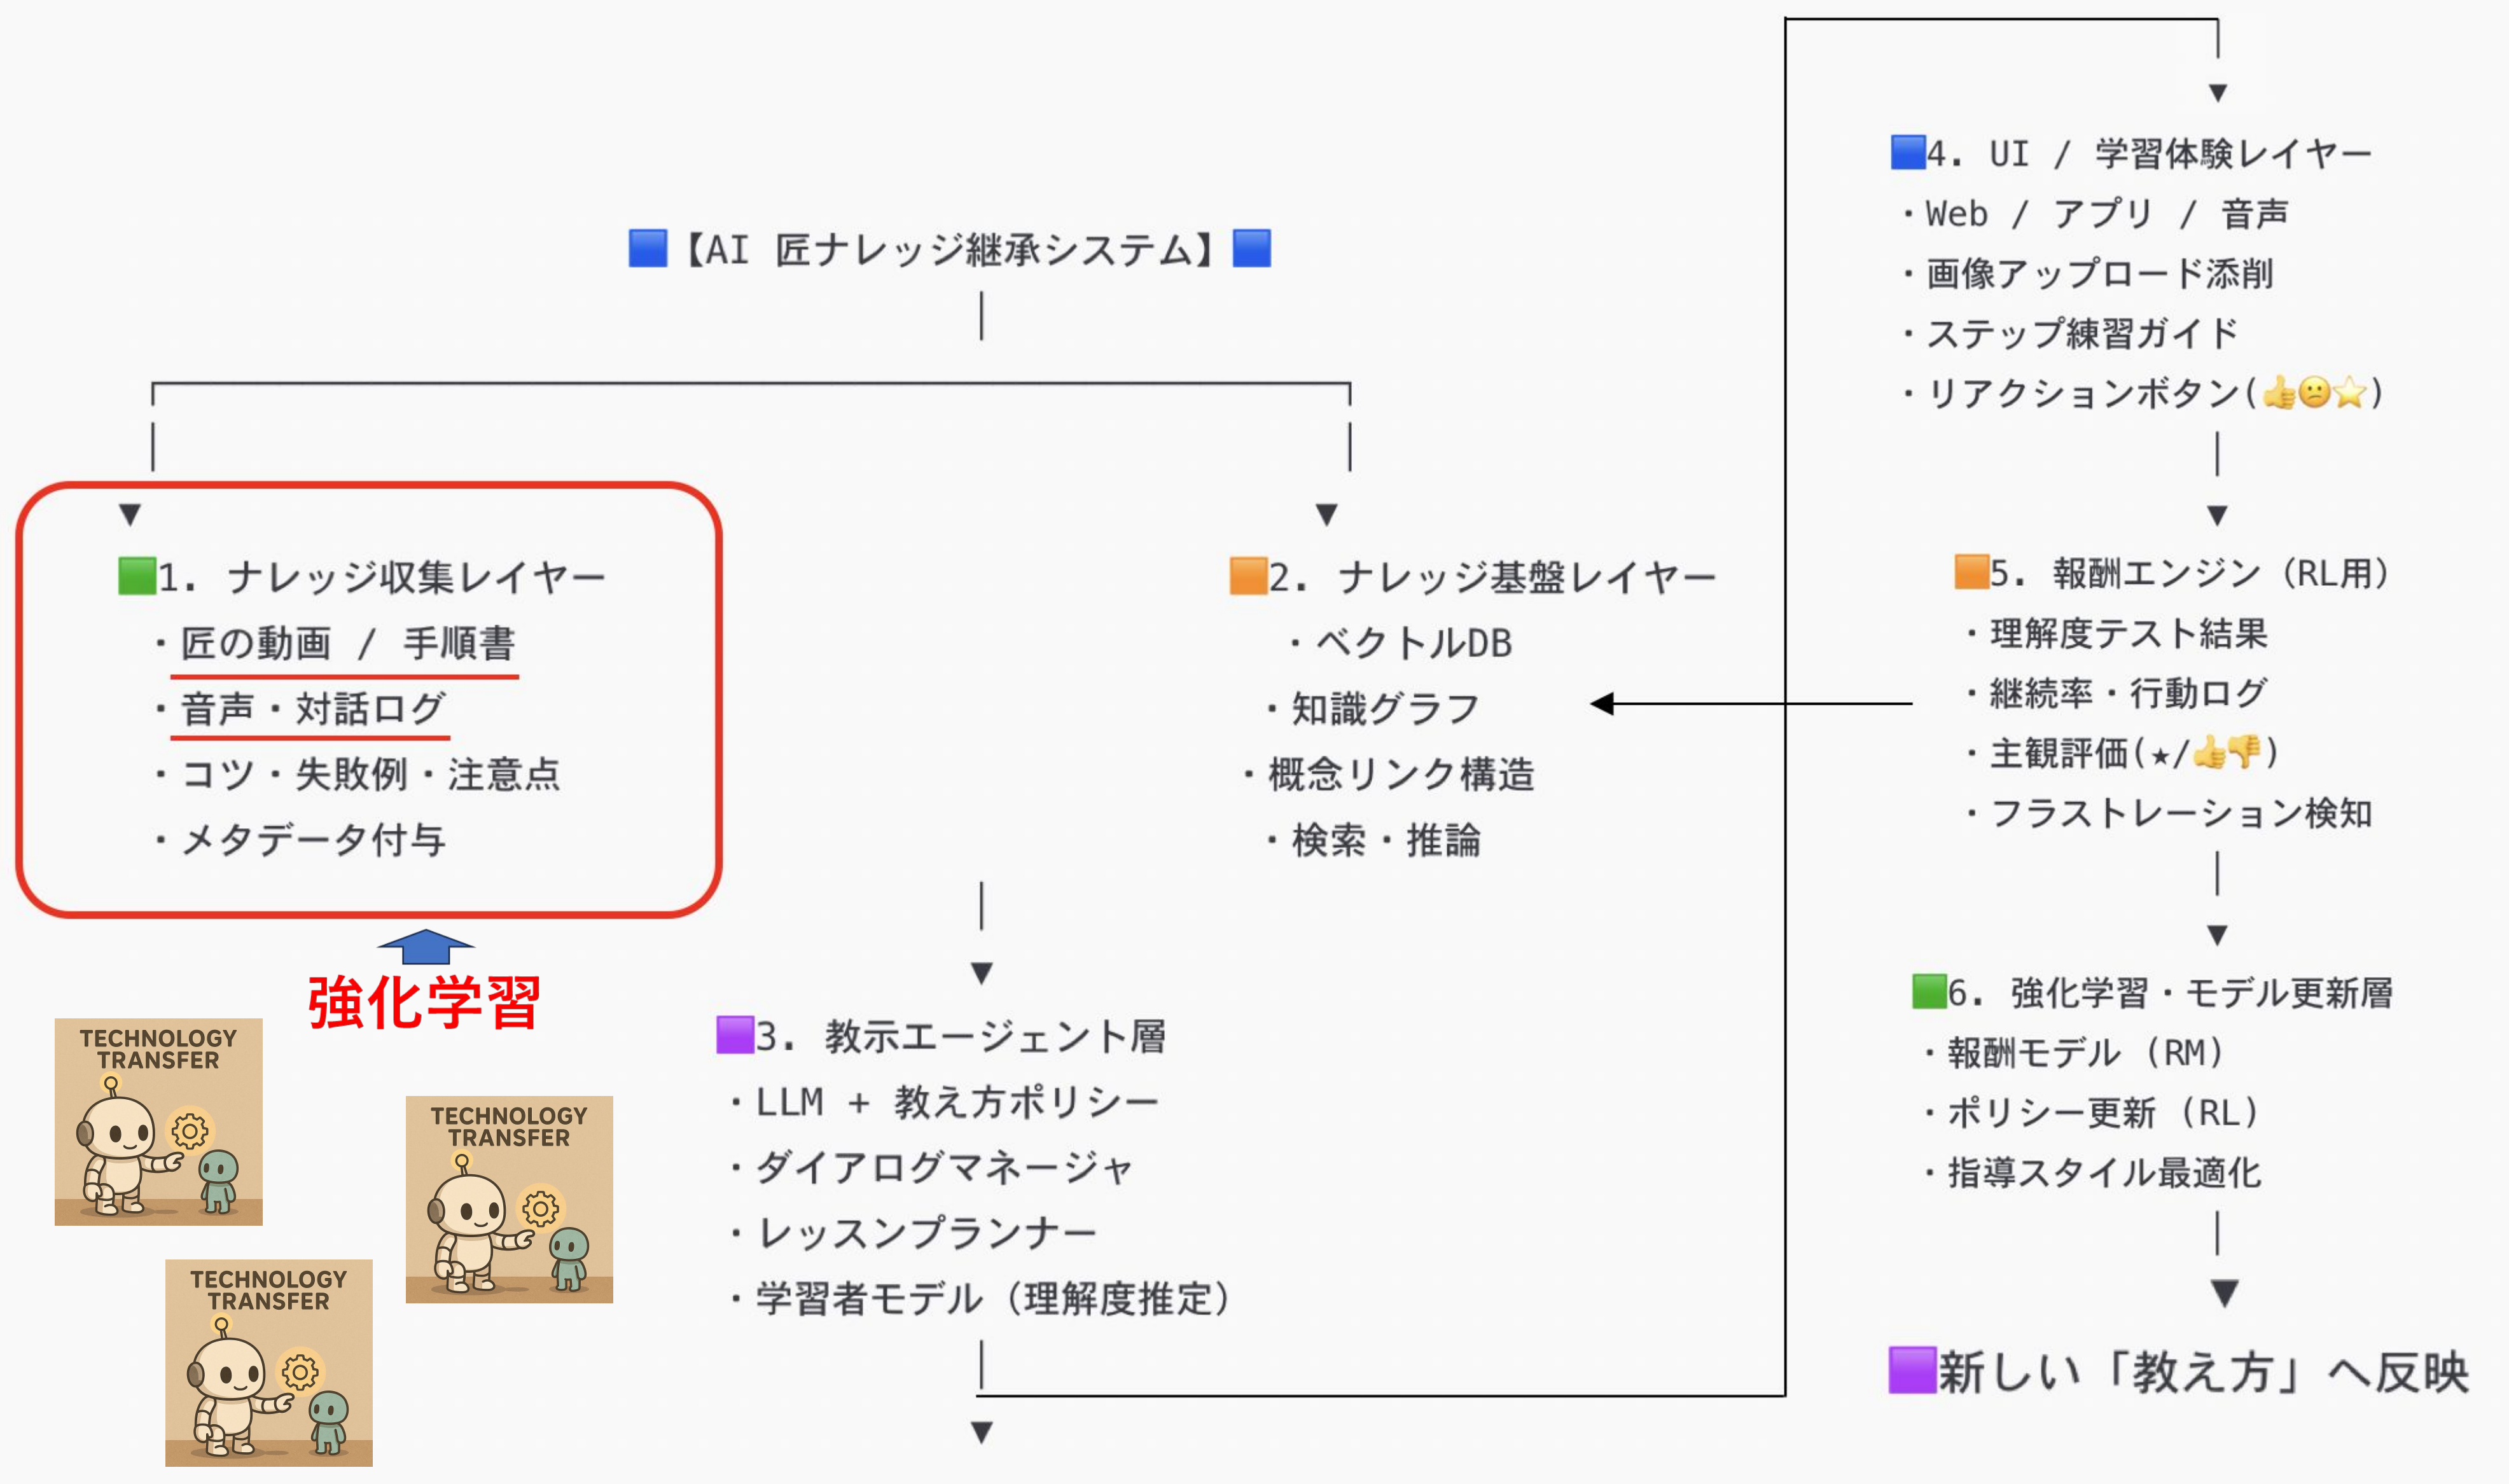 🟦【AI 匠ナレッジ継承システム】🟦
🟩1. ナレッジ収集レイヤー
・匠の動画 / 手順書
・音声・対話ログ
・コツ・失敗例・注意点
・メタデータ付与
強化学習
TECHNOLOGY
TRANSFER
TECHNOLOGY
TRANSFER
TECHNOLOGY
TRANSFER
🟧2. ナレッジ基盤レイヤー
・ベクトルDB
・知識グラフ
・概念リンク構造
・検索・推論
🟪3. 教示エージェント層
・LLM + 教え方ポリシー
・ダイアログマネージャ
・レッスンプランナー
・学習者モデル（理解度推定）
🟦4. UI / 学習体験レイヤー
・Web / アプリ / 音声
・画像アップロード添削
・ステップ練習ガイド
・リアクションボタン(👍😕⭐)
🟧5. 報酬エンジン（RL用）
・理解度テスト結果
・継続率・行動ログ
・主観評価(★/👍👎)
・フラストレーション検知
🟩6. 強化学習・モデル更新層
・報酬モデル (RM)
・ポリシー更新 (RL)
・指導スタイル最適化
🟪新しい「教え方」へ反映